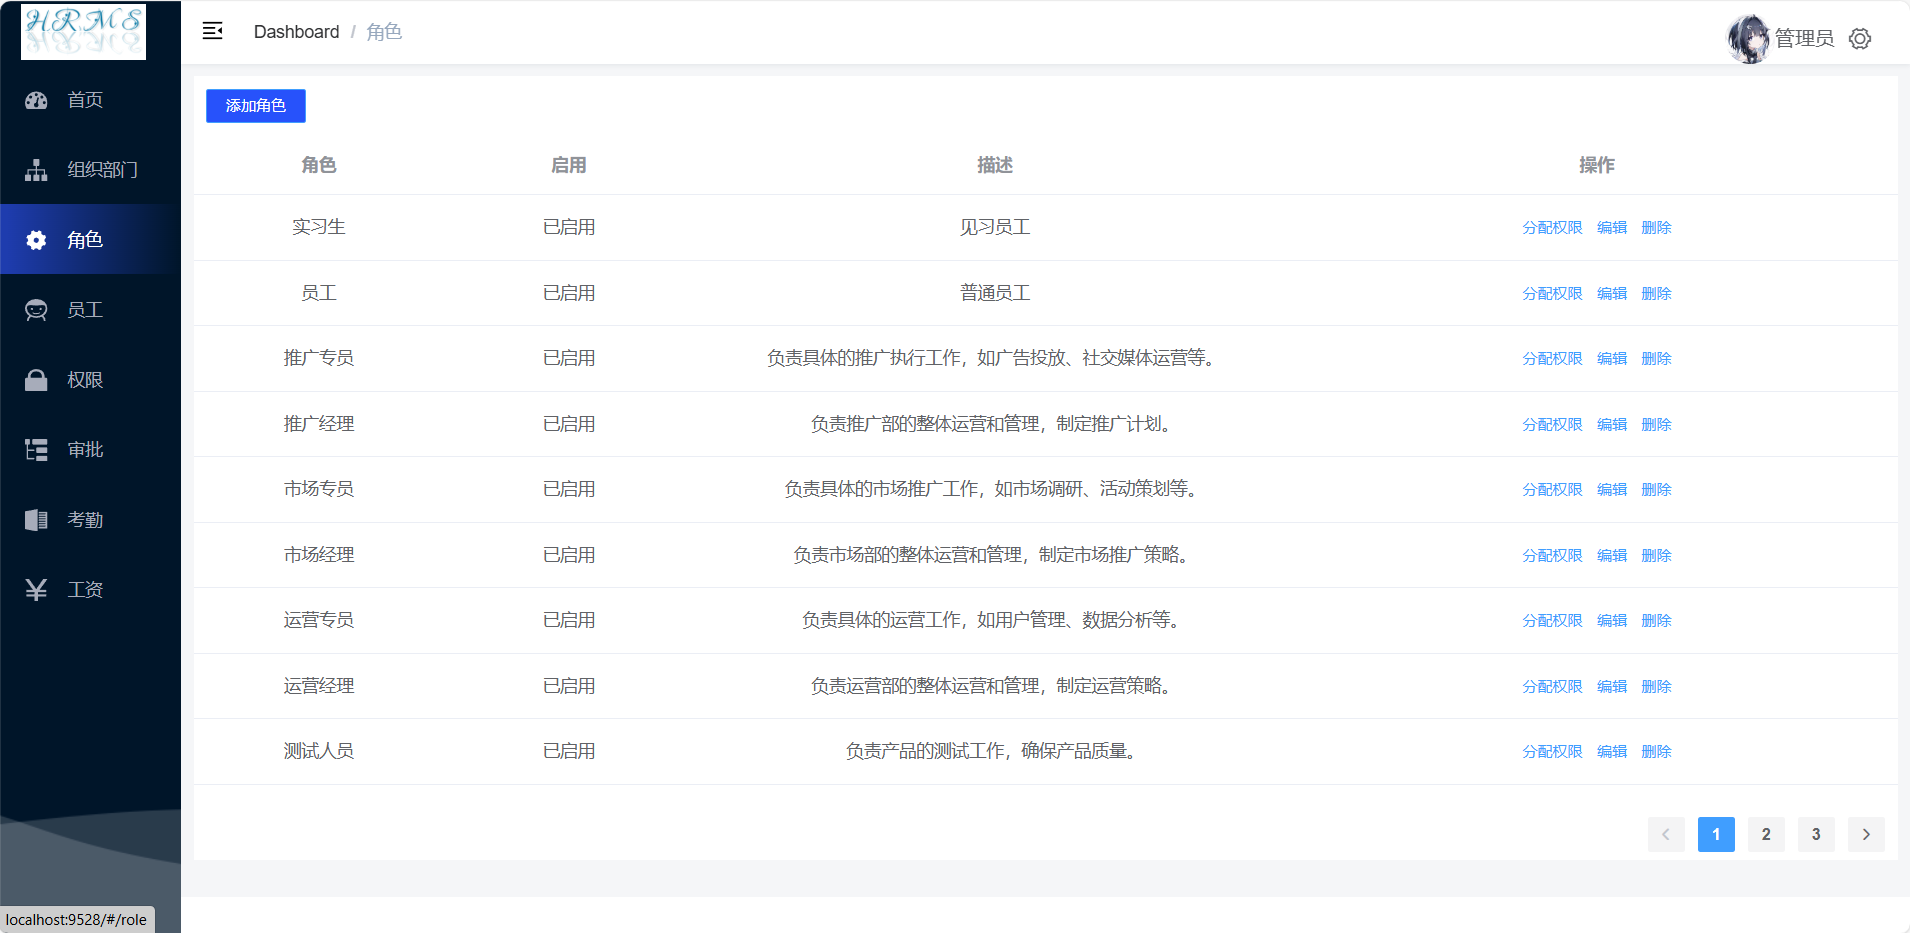 HRMS
Dashboard / 角色
管理员
首页
组织部门
角色
员工
权限
审批
考勤
工资
添加角色
角色 启用 描述 操作
实习生 已启用 见习员工 分配权限 编辑 删除
员工 已启用 普通员工 分配权限 编辑 删除
推广专员 已启用 负责具体的推广执行工作，如广告投放、社交媒体运营等。 分配权限 编辑 删除
推广经理 已启用 负责推广部的整体运营和管理，制定推广计划。 分配权限 编辑 删除
市场专员 已启用 负责具体的市场推广工作，如市场调研、活动策划等。 分配权限 编辑 删除
市场经理 已启用 负责市场部的整体运营和管理，制定市场推广策略。 分配权限 编辑 删除
运营专员 已启用 负责具体的运营工作，如用户管理、数据分析等。 分配权限 编辑 删除
运营经理 已启用 负责运营部的整体运营和管理，制定运营策略。 分配权限 编辑 删除
测试人员 已启用 负责产品的测试工作，确保产品质量。 分配权限 编辑 删除
1 2 3
localhost:9528/#/role